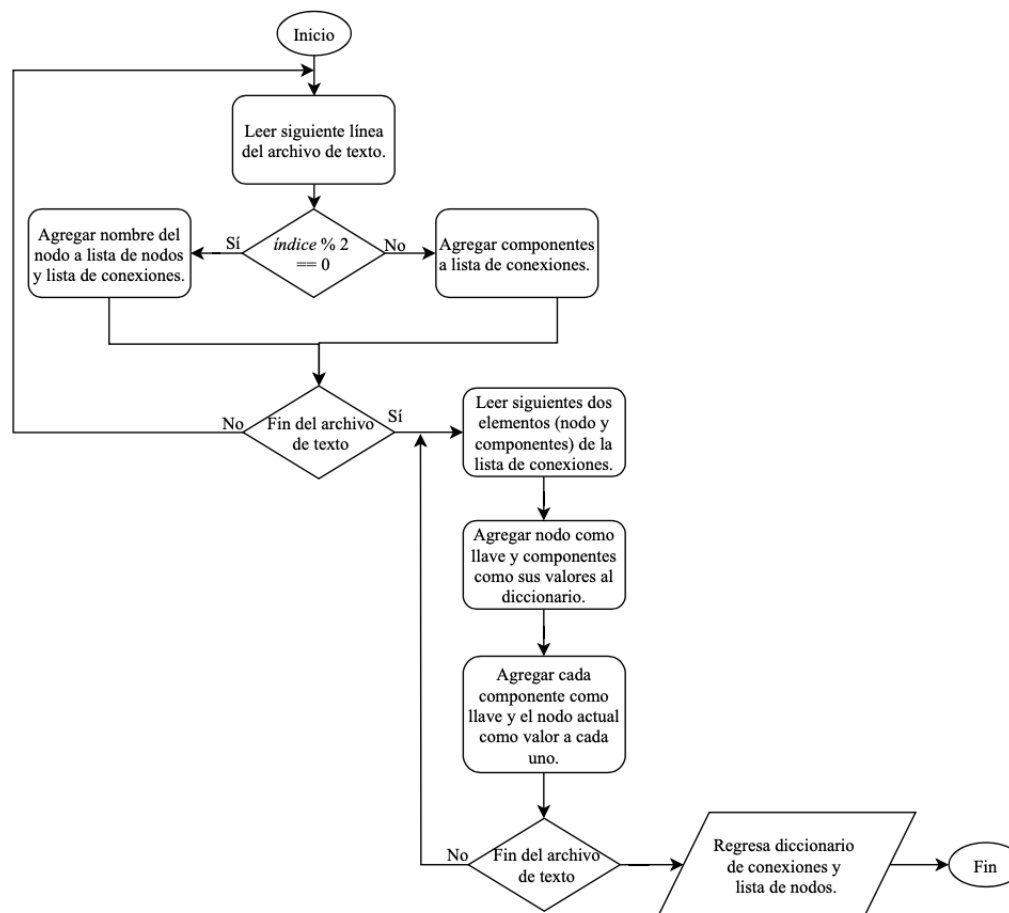 Inicio
Leer siguiente línea
del archivo de texto.
índice % 2
== 0
Sí
No
Agregar nombre del
nodo a lista de nodos
y lista de conexiones.
Agregar componentes
a lista de conexiones.
Fin del archivo
de texto
No
Sí
Leer siguientes dos
elementos (nodo y
componentes) de la
lista de conexiones.
Agregar nodo como
llave y componentes
como sus valores al
diccionario.
Agregar cada
componente como
llave y el nodo actual
como valor a cada
uno.
No
Fin del archivo
de texto
Regresa diccionario
de conexiones y
lista de nodos.
Fin